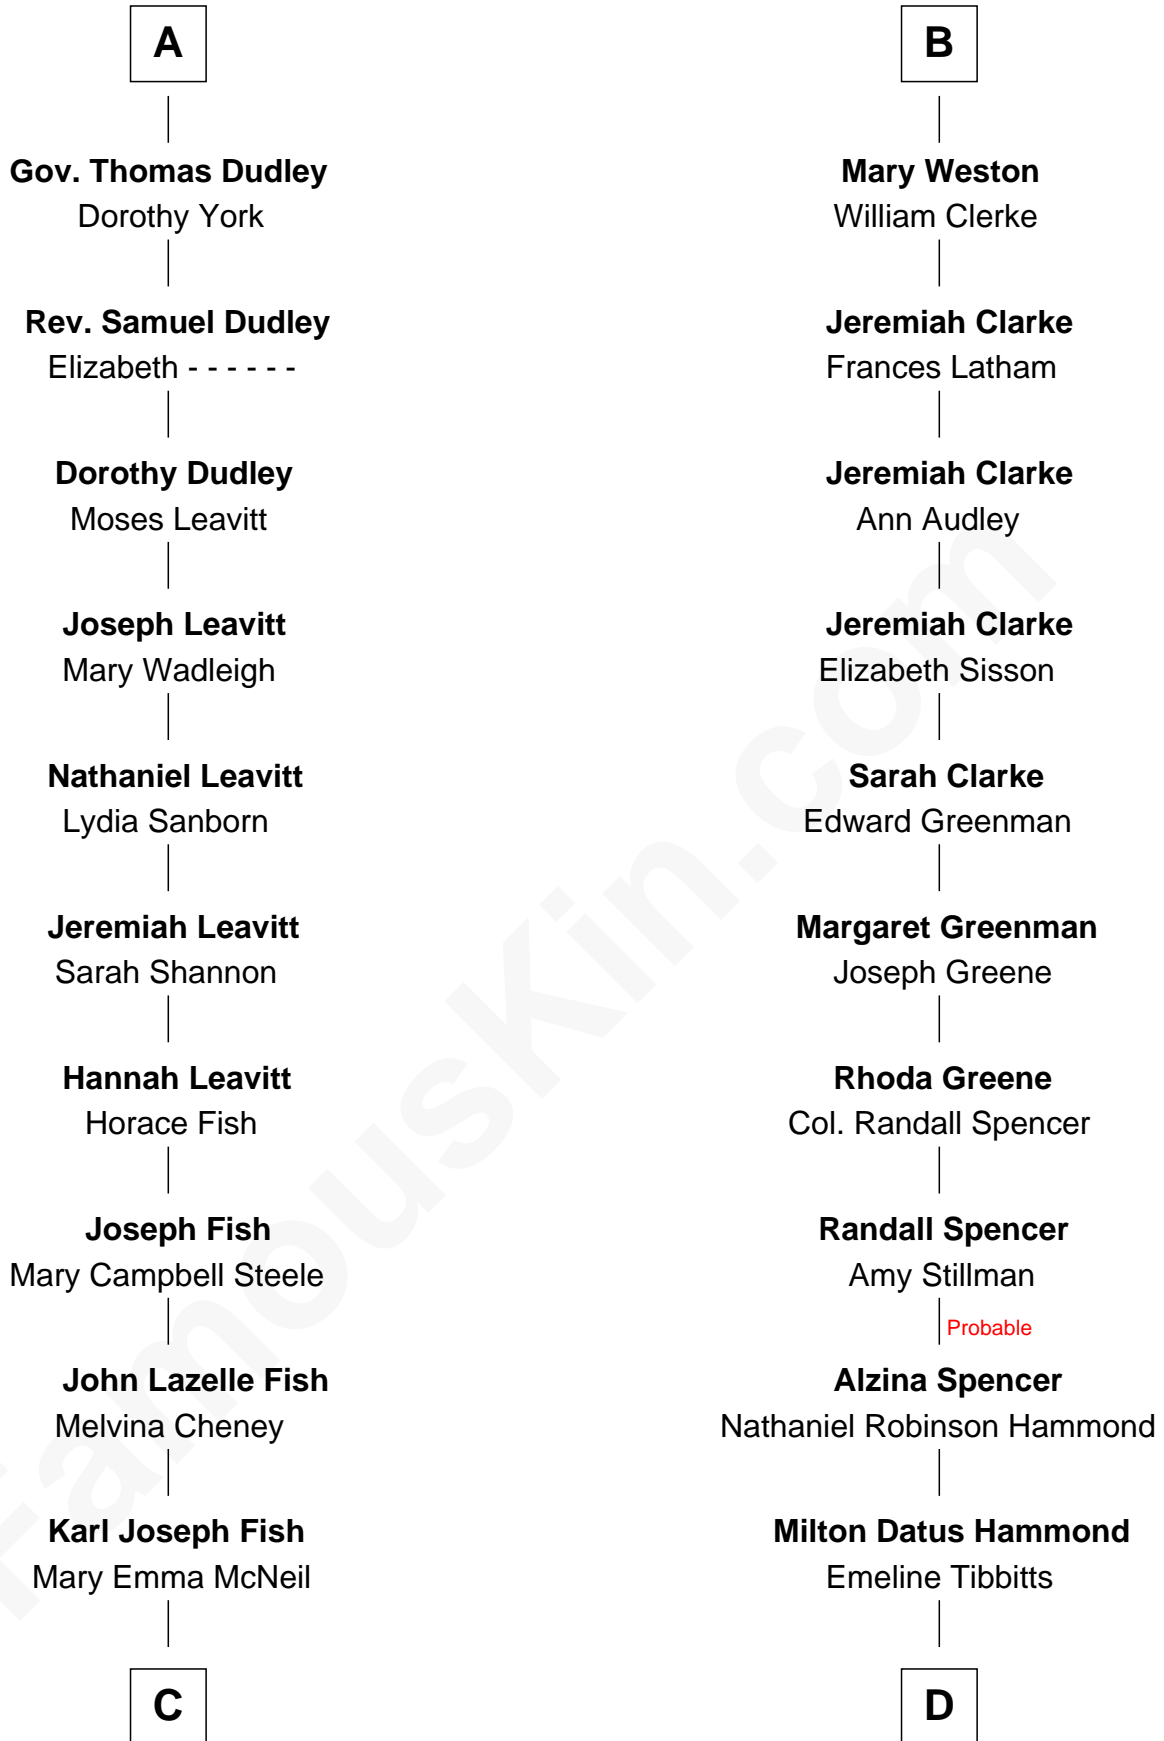 A
Gov. Thomas Dudley
Dorothy York
Rev. Samuel Dudley
Elizabeth - - - - - -
Dorothy Dudley
Moses Leavitt
Joseph Leavitt
Mary Wadleigh
Nathaniel Leavitt
Lydia Sanborn
Jeremiah Leavitt
Sarah Shannon
Hannah Leavitt
Horace Fish
Joseph Fish
Mary Campbell Steele
John Lazelle Fish
Melvina Cheney
Karl Joseph Fish
Mary Emma McNeil
C
B
Mary Weston
William Clerke
Jeremiah Clarke
Frances Latham
Jeremiah Clarke
Ann Audley
Jeremiah Clarke
Elizabeth Sisson
Sarah Clarke
Edward Greenman
Margaret Greenman
Joseph Greene
Rhoda Greene
Col. Randall Spencer
Randall Spencer
Amy Stillman
Probable
Alzina Spencer
Nathaniel Robinson Hammond
Milton Datus Hammond
Emeline Tibbitts
D
FamousKin.com